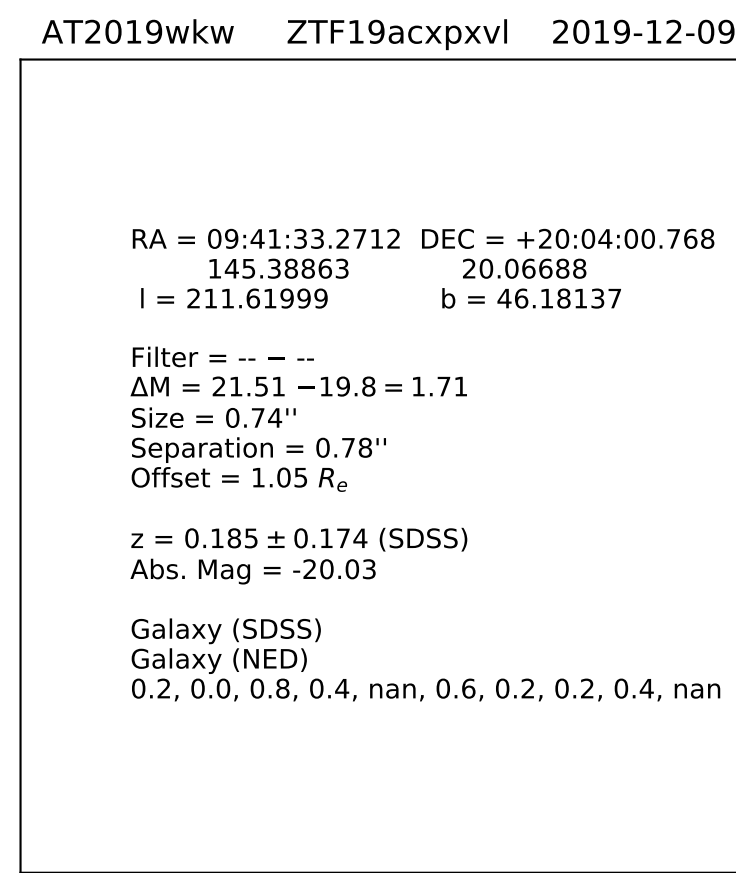 AT2019wkw ZTF19acxpxvl 2019-12-09
RA = 09:41:33.2712 DEC = +20:04:00.768
145.38863 20.06688
l = 211.61999 b = 46.18137
Filter = -- − --
ΔM = 21.51 −19.8 = 1.71
Size = 0.74''
Separation = 0.78''
Offset = 1.05 Rₑ
z = 0.185 ± 0.174 (SDSS)
Abs. Mag = -20.03
Galaxy (SDSS)
Galaxy (NED)
0.2, 0.0, 0.8, 0.4, nan, 0.6, 0.2, 0.2, 0.4, nan